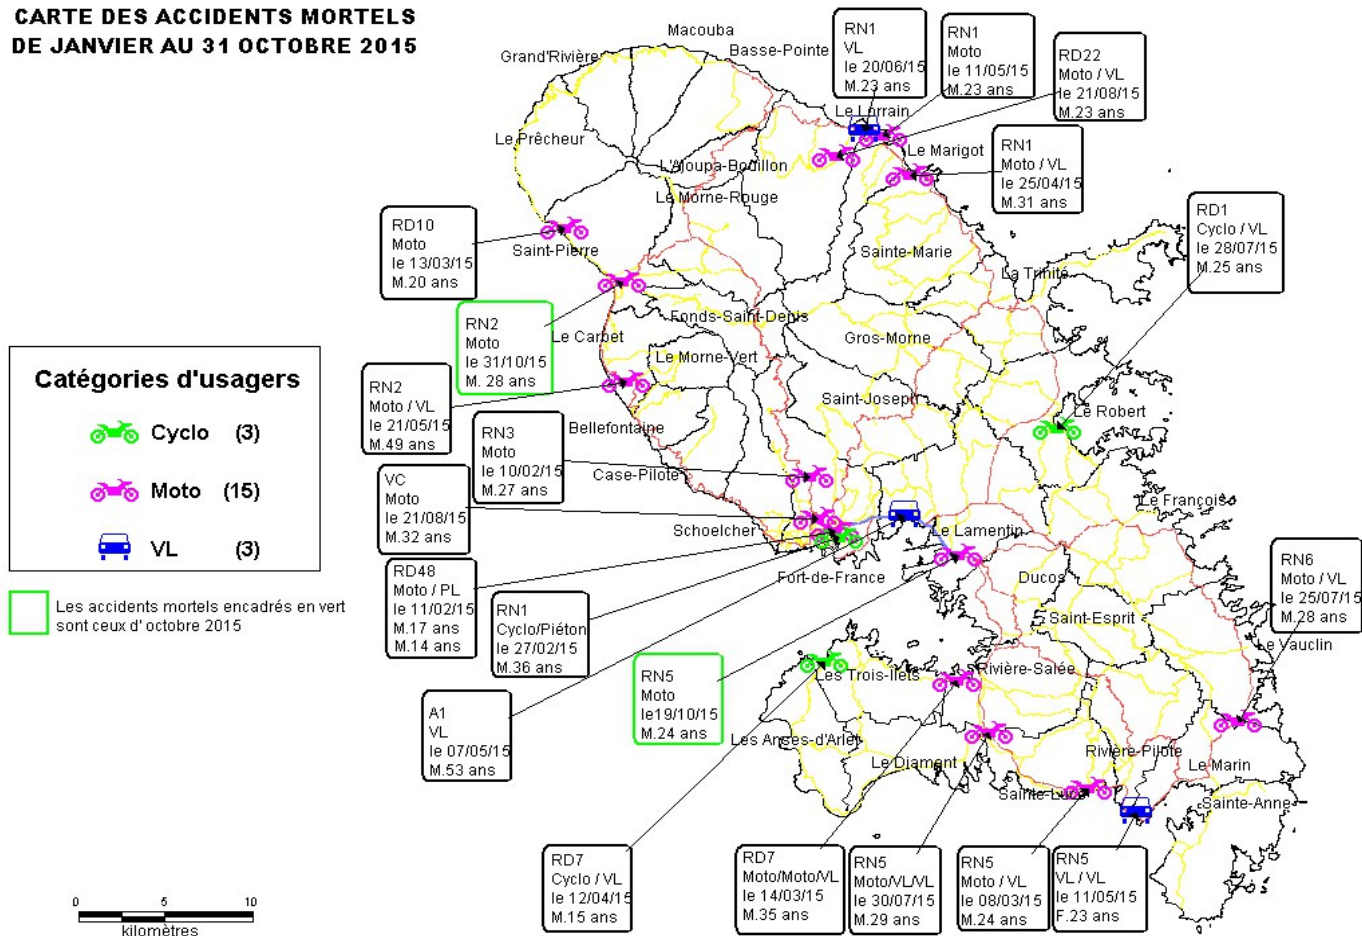 CARTE DES ACCIDENTS MORTELS
DE JANVIER AU 31 OCTOBRE 2015
Macouba
Basse-Pointe
Grand'Rivière
Le Prêcheur
Le Lorrain
L'Ajoupa-Bouillon
Le Marigot
Le Morne-Rouge
Saint-Pierre
Sainte-Marie
La Trinité
Fonds-Saint-Denis
Le Carbet
Gros-Morne
Le Morne-Vert
Saint-Joseph
Le Robert
Bellefontaine
Case-Pilote
Le François
Schoelcher
Le Lamentin
Fort-de-France
Ducos
Saint-Esprit
Le Vauclin
Les Trois-Ilets
Rivière-Salée
Les Anses-d'Arlet
Rivière-Pilote
Le Diamant
Le Marin
Sainte-Luce
Sainte-Anne
RN1
VL
le 20/06/15
M.23 ans
RN1
Moto
le 11/05/15
M.23 ans
RD22
Moto / VL
le 21/08/15
M.23 ans
RN1
Moto / VL
le 25/04/15
M.31 ans
RD1
Cyclo / VL
le 28/07/15
M.25 ans
RD10
Moto
le 13/03/15
M.20 ans
RN2
Moto
le 31/10/15
M. 28 ans
RN2
Moto / VL
le 21/05/15
M.49 ans
RN3
Moto
le 10/02/15
M.27 ans
VC
Moto
le 21/08/15
M.32 ans
RD48
Moto / PL
le 11/02/15
M.17 ans
M.14 ans
RN1
Cyclo/Piéton
le 27/02/15
M.36 ans
A1
VL
le 07/05/15
M.53 ans
RN5
Moto
le19/10/15
M.24 ans
RN6
Moto / VL
le 25/07/15
M.28 ans
RD7
Cyclo / VL
le 12/04/15
M.15 ans
RD7
Moto/Moto/VL
le 14/03/15
M.35 ans
RN5
Moto/VL/VL
le 30/07/15
M.29 ans
RN5
Moto / VL
le 08/03/15
M.24 ans
RN5
VL / VL
le 11/05/15
F.23 ans
Catégories d'usagers
Cyclo (3)
Moto (15)
VL (3)
Les accidents mortels encadrés en vert
sont ceux d' octobre 2015
0 5 10
kilomètres